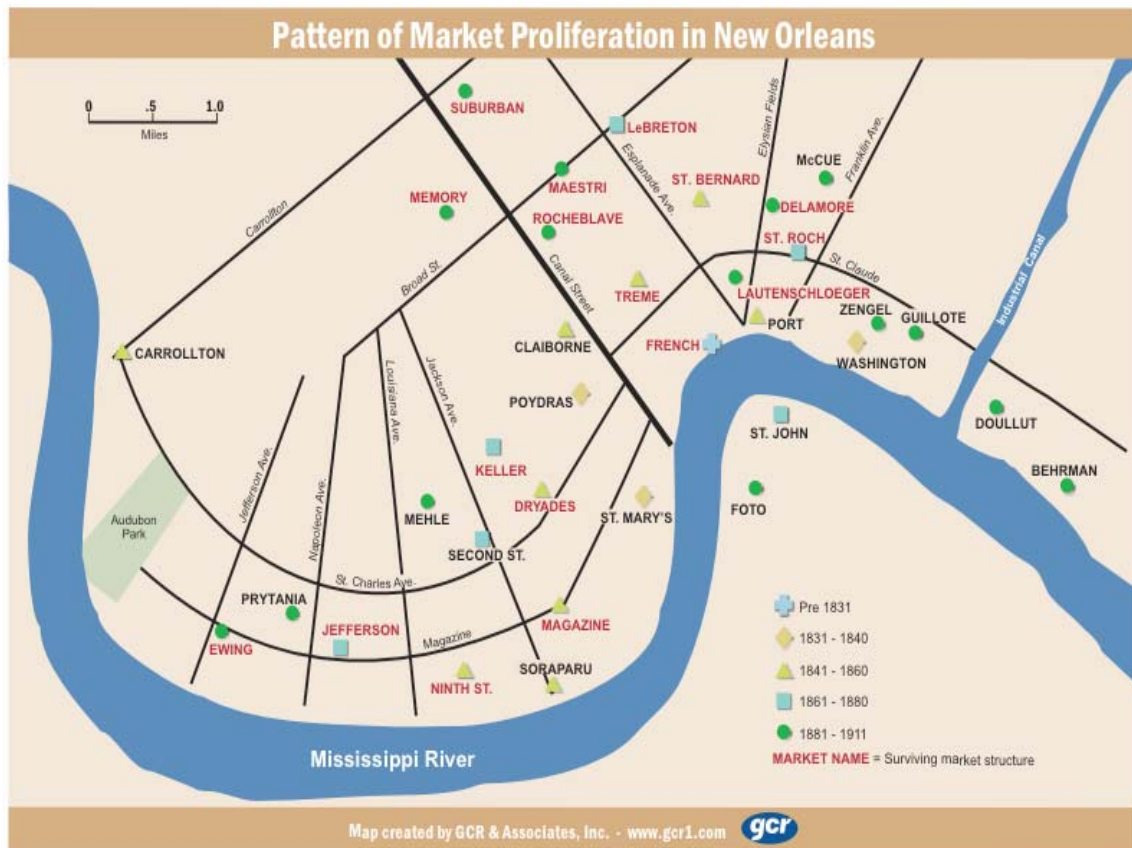 Pattern of Market Proliferation in New Orleans
0 .5 1.0
Miles
SUBURBAN
LeBRETON
Elysian Fields
Franklin Ave.
McCUE
Esplanade Ave.
ST. BERNARD
MAESTRI
MEMORY
DELAMORE
Carrollton
ROCHEBLAVE
ST. ROCH
St. Claude
Industrial Canal
Broad St.
Canal Street
TREME
LAUTENSCHLOEGER
PORT
ZENGEL
GUILLOTE
CARROLLTON
CLAIBORNE
FRENCH
WASHINGTON
Jackson Ave.
Louisiana Ave.
POYDRAS
ST. JOHN
DOULLUT
Jefferson Ave.
Napoleon Ave.
KELLER
BEHRMAN
DRYADES
ST. MARY'S
FOTO
MEHLE
Audubon
Park
SECOND ST.
St. Charles Ave.
PRYTANIA
MAGAZINE
EWING
JEFFERSON
Magazine
NINTH ST.
SORAPARU
Mississippi River
Pre 1831
1831 - 1840
1841 - 1860
1861 - 1880
1881 - 1911
MARKET NAME = Surviving market structure
Map created by GCR & Associates, Inc. - www.gcr1.com gcr